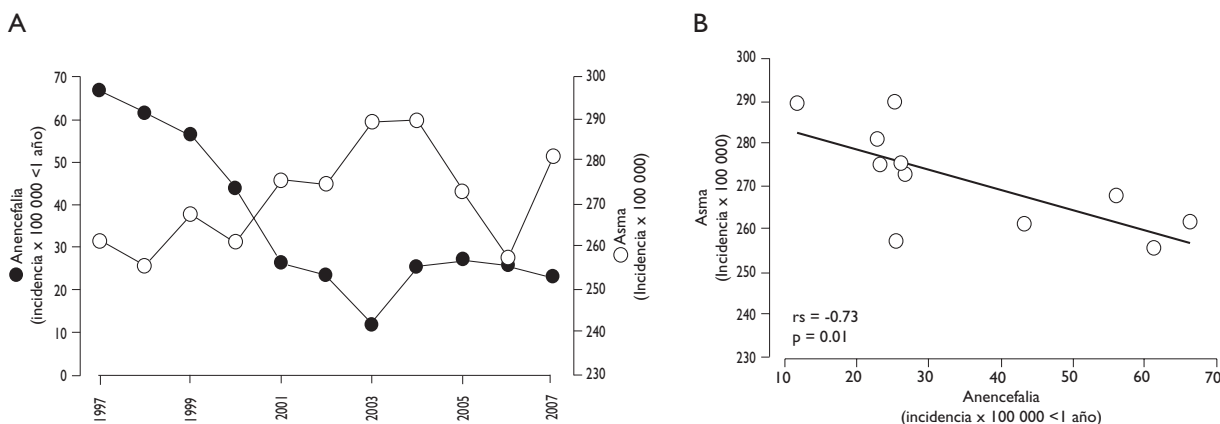 A
70
60
50
40
30
20
10
0
Anencefalia
(incidencia x 100 000 <1 año)
300
290
280
270
260
250
240
230
Asma
(Incidencia x 100 000)
1997
1999
2001
2003
2005
2007
B
300
290
280
270
260
250
240
230
Asma
(Incidencia x 100 000)
rs = -0.73
p = 0.01
10 20 30 40 50 60 70
Anencefalia
(incidencia x 100 000 <1 año)